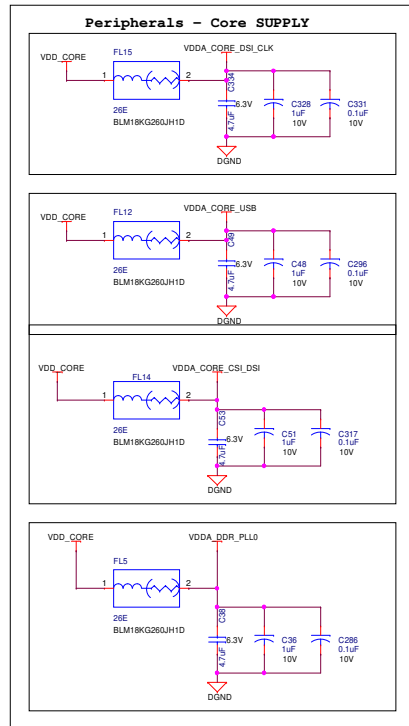 Peripherals - Core SUPPLY
VDD_CORE
FL15
VDDA_CORE_DSI_CLK
1
2
C334
6.3V
4.7uF
C328
1uF
10V
C331
0.1uF
10V
26E
BLM18KG260JH1D
DGND
VDD_CORE
FL12
VDDA_CORE_USB
1
2
C49
6.3V
4.7uF
C48
1uF
10V
C296
0.1uF
10V
26E
BLM18KG260JH1D
DGND
VDD_CORE
FL14
VDDA_CORE_CSI_DSI
1
2
C53
6.3V
4.7uF
C51
1uF
10V
C317
0.1uF
10V
26E
BLM18KG260JH1D
DGND
VDD_CORE
FL5
VDDA_DDR_PLL0
1
2
C38
6.3V
4.7uF
C36
1uF
10V
C286
0.1uF
10V
26E
BLM18KG260JH1D
DGND